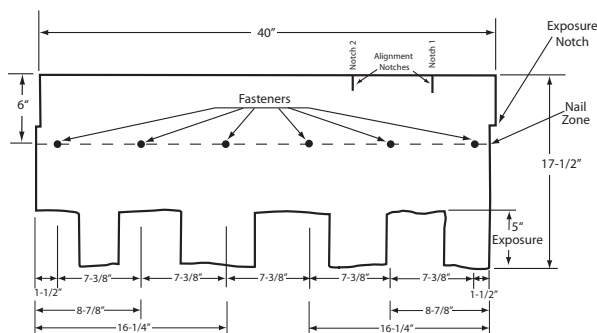 40“
Notch 2
Alignment
Notches
Notch 1
Exposure
Notch
6“
Fasteners
Nail
Zone
17-1/2”
5“
Exposure
7-3/8” 7-3/8” 7-3/8” 7-3/8” 7-3/8”
1-1/2” 1-1/2”
8-7/8” 8-7/8”
16-1/4” 16-1/4”